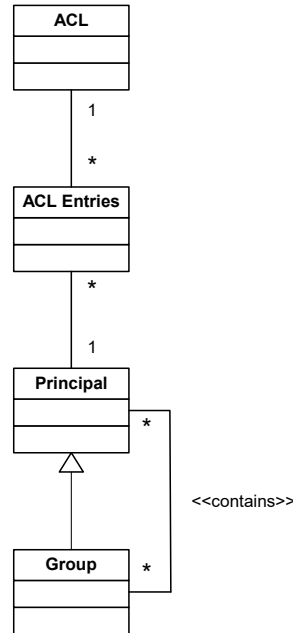 ACL
1
*
ACL Entries
*
1
Principal
*
<<contains>>
Group
*